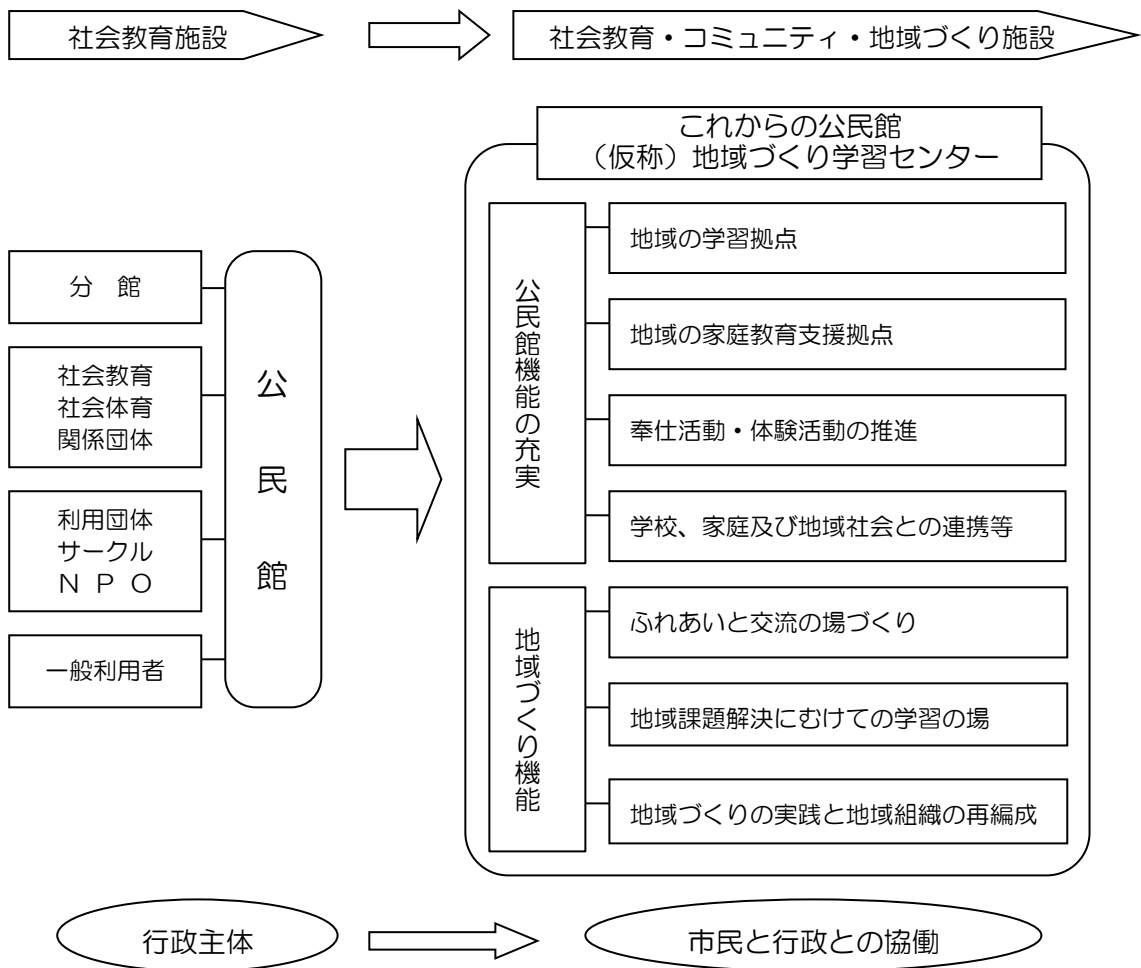 社会教育施設
社会教育・コミュニティ・地域づくり施設
これからの公民館
（仮称）地域づくり学習センター
分　館
社会教育
社会体育
関係団体
利用団体
サークル
Ｎ Ｐ Ｏ
一般利用者
公民館
公民館機能の充実
地域の学習拠点
地域の家庭教育支援拠点
奉仕活動・体験活動の推進
学校、家庭及び地域社会との連携等
地域づくり機能
ふれあいと交流の場づくり
地域課題解決にむけての学習の場
地域づくりの実践と地域組織の再編成
行政主体
市民と行政との協働